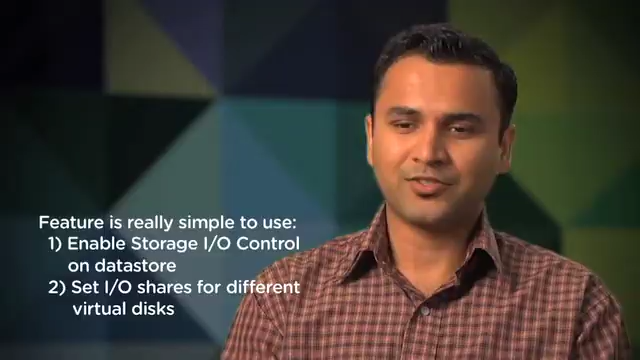 Feature is really simple to use:
1) Enable Storage I/O Control
on datastore
2) Set I/O shares for different
virtual disks